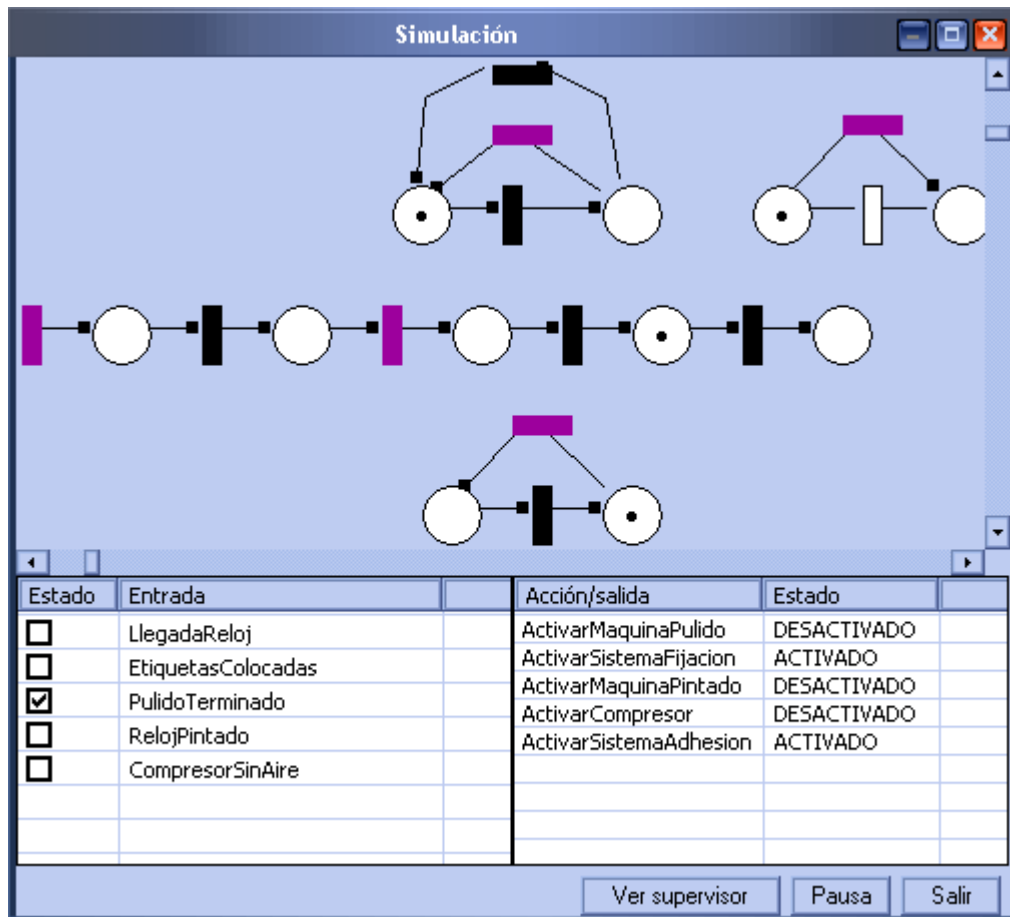 Simulación
Estado Entrada
LlegadaReloj
EtiquetasColocadas
PulidoTerminado
RelojPintado
CompresorSinAire
Acción/salida Estado
ActivarMaquinaPulido DESACTIVADO
ActivarSistemaFijacion ACTIVADO
ActivarMaquinaPintado DESACTIVADO
ActivarCompresor DESACTIVADO
ActivarSistemaAdhesion ACTIVADO
Ver supervisor Pausa Salir